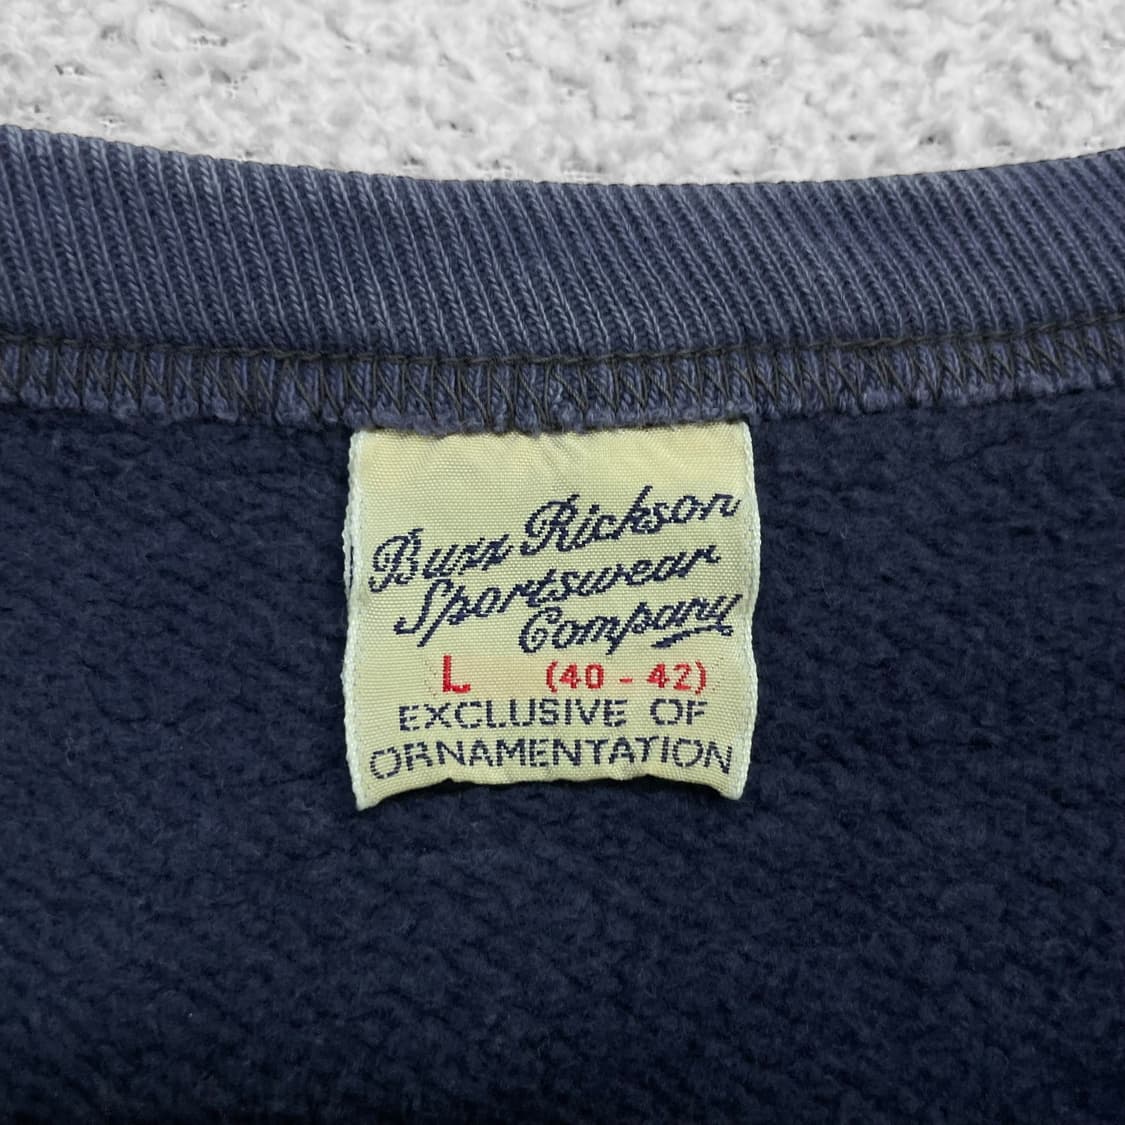 Buzz Rickson
Sportswear
Company
L (40 - 42)
EXCLUSIVE OF
ORNAMENTATION